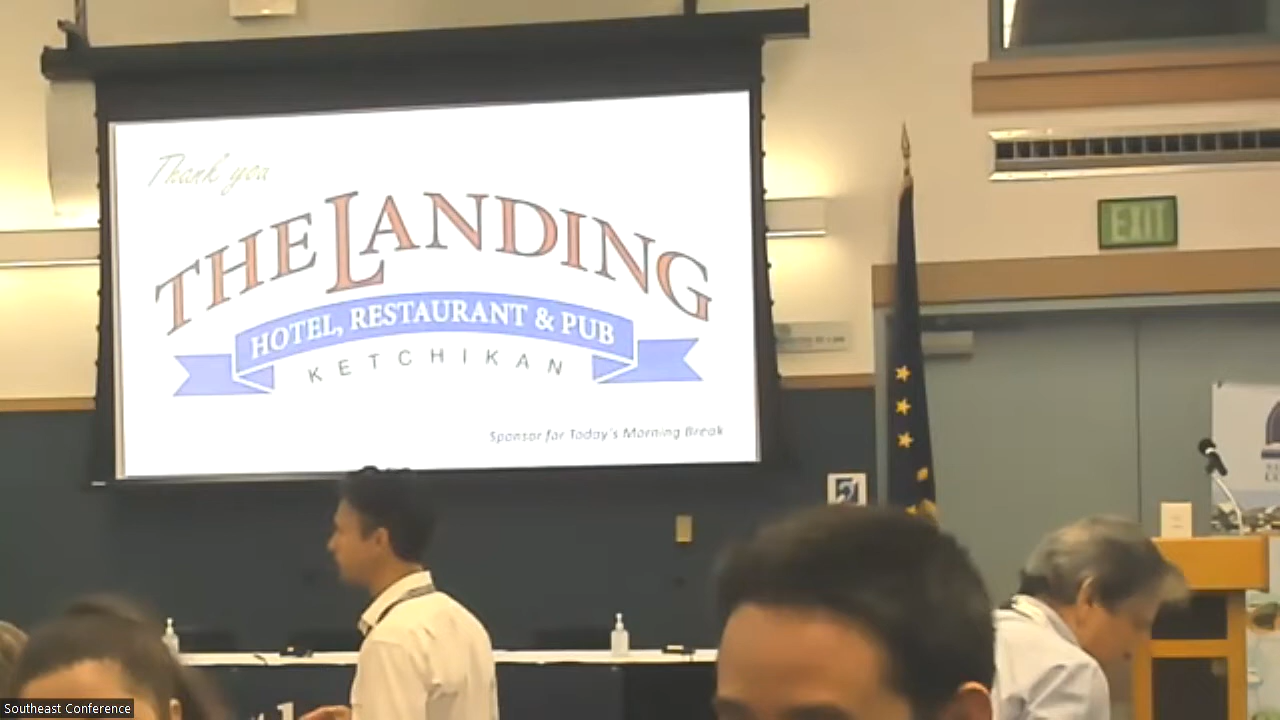 Thank you
THE LANDING
HOTEL, RESTAURANT & PUB
KETCHIKAN
Sponsor for Today's Morning Break
EXIT
Southeast Conference